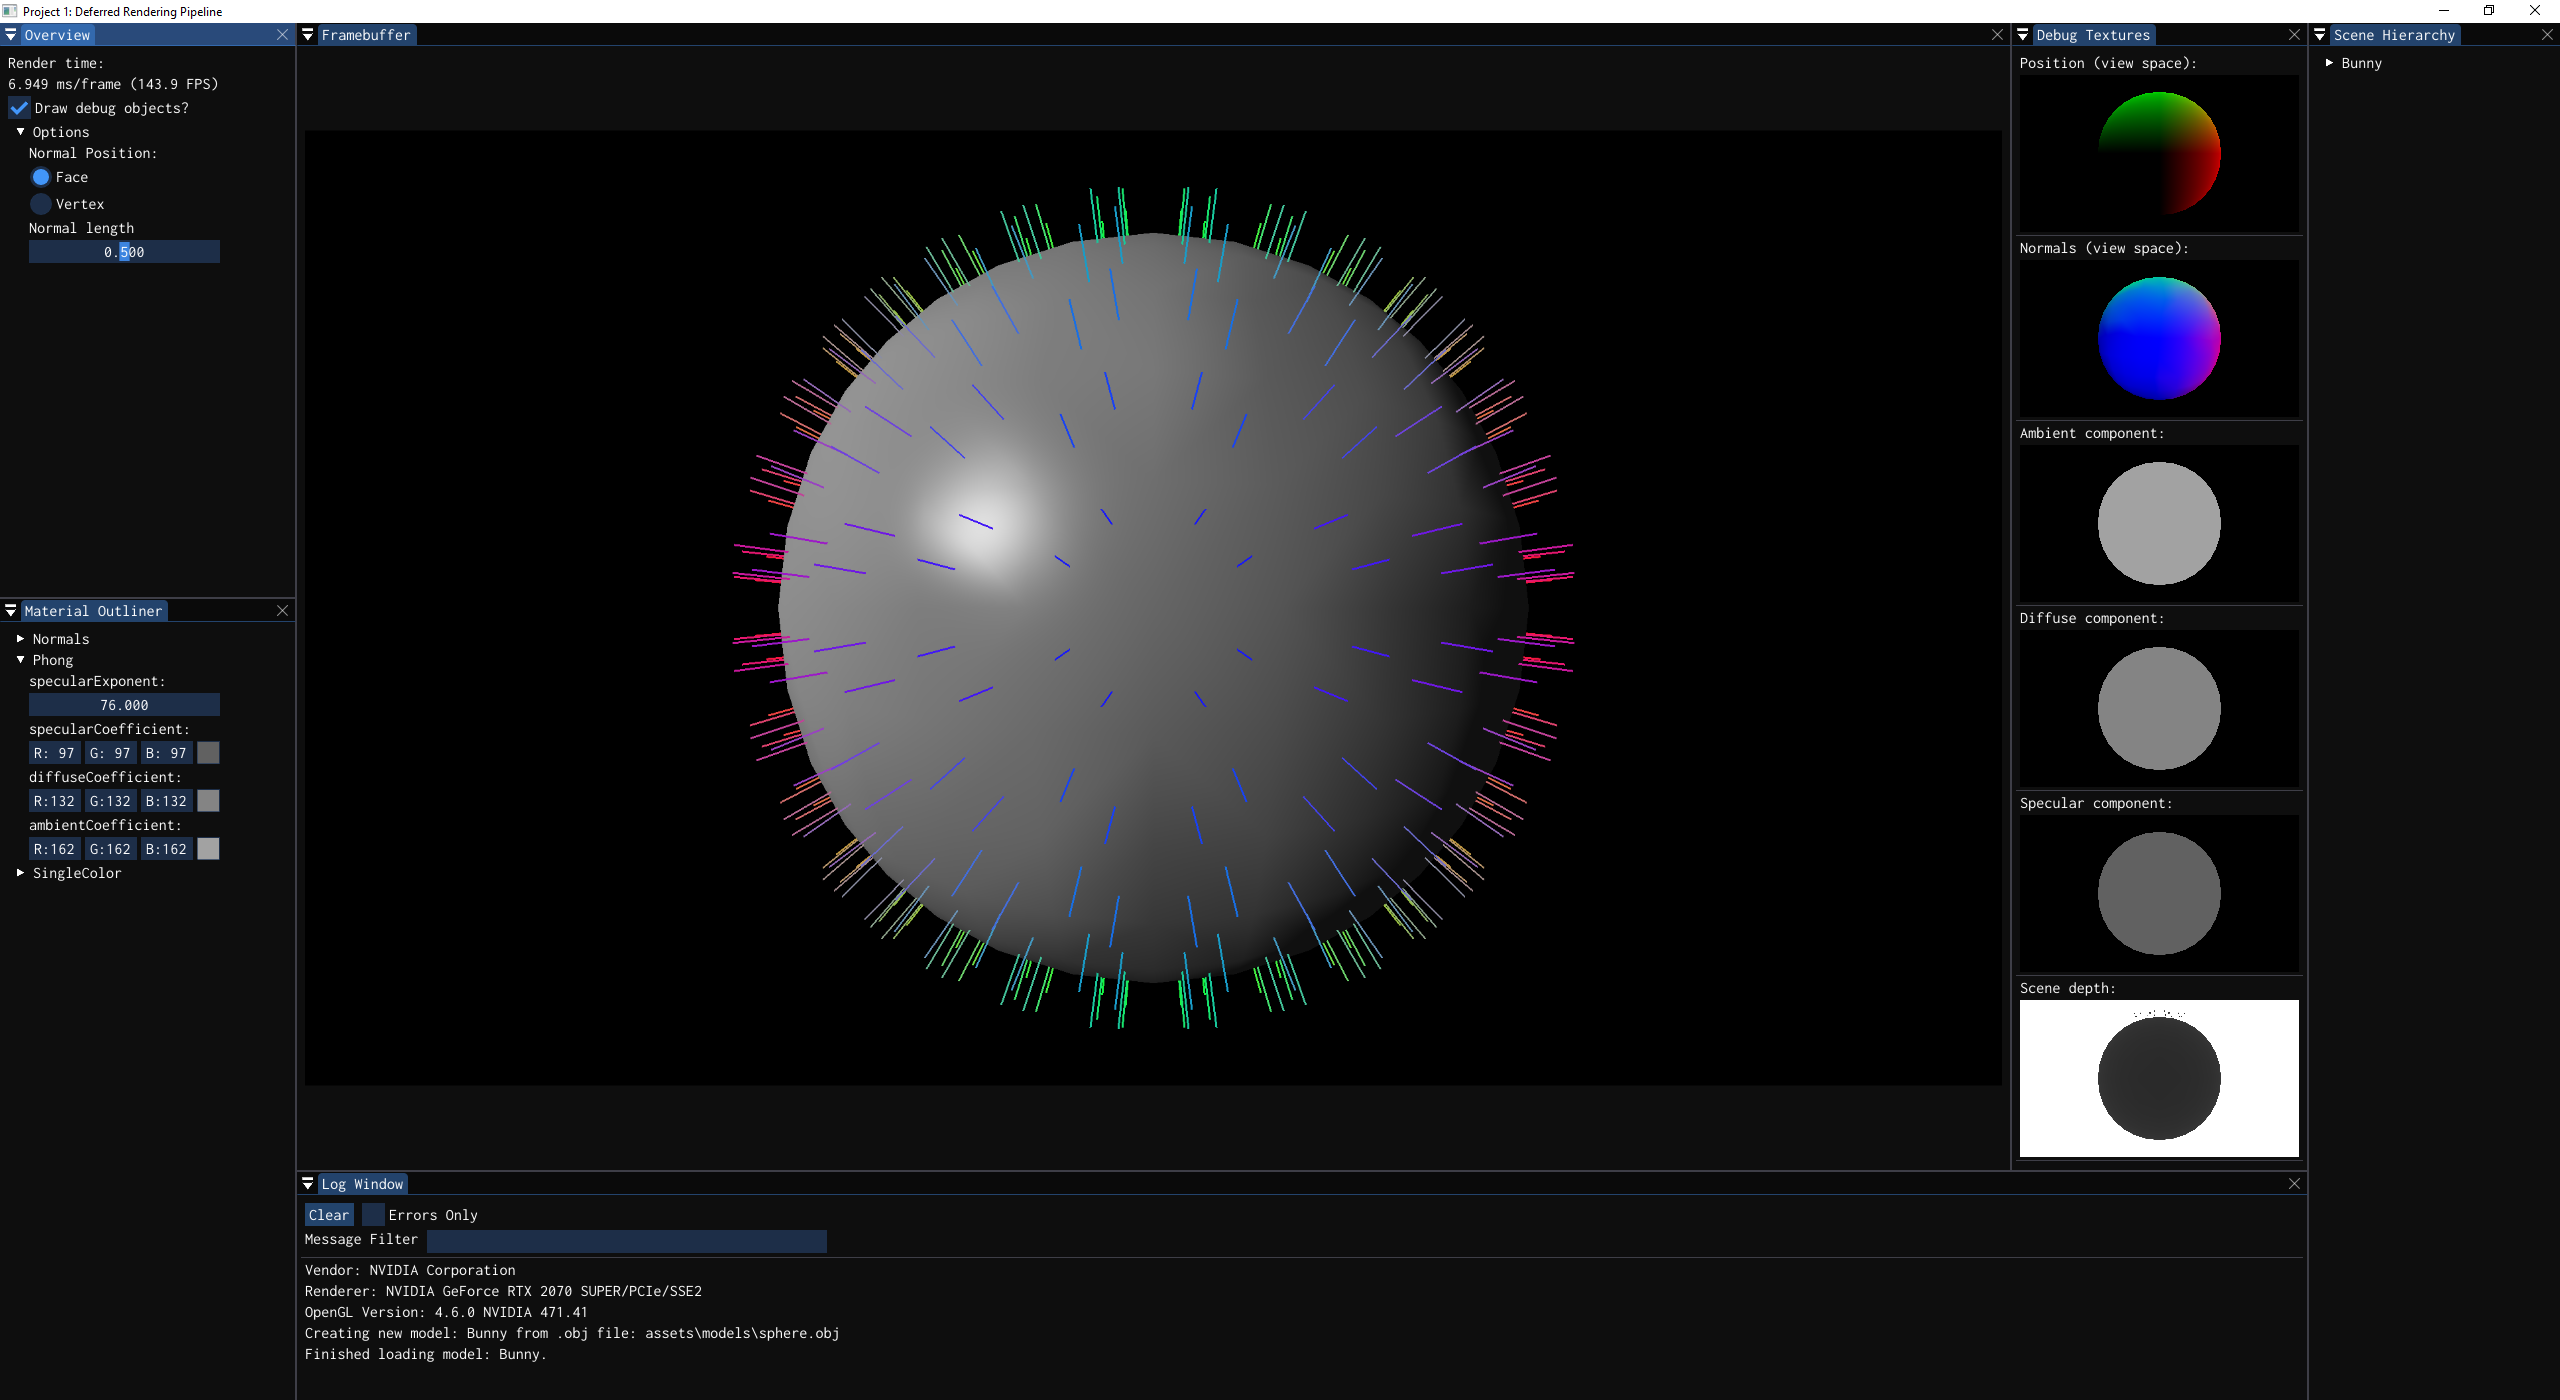 Project 1: Deferred Rendering Pipeline
Overview
Render time:
6.949 ms/frame (143.9 FPS)
Draw debug objects?
Options
Normal Position:
Face
Vertex
Normal length
0.500
Material Outliner
Normals
Phong
specularExponent:
76.000
specularCoefficient:
R: 97 G: 97 B: 97
diffuseCoefficient:
R:132 G:132 B:132
ambientCoefficient:
R:162 G:162 B:162
SingleColor
Framebuffer
Log Window
Clear Errors Only
Message Filter
Vendor: NVIDIA Corporation
Renderer: NVIDIA GeForce RTX 2070 SUPER/PCIe/SSE2
OpenGL Version: 4.6.0 NVIDIA 471.41
Creating new model: Bunny from .obj file: assets\models\sphere.obj
Finished loading model: Bunny.
Debug Textures
Position (view space):
Normals (view space):
Ambient component:
Diffuse component:
Specular component:
Scene depth:
Scene Hierarchy
Bunny